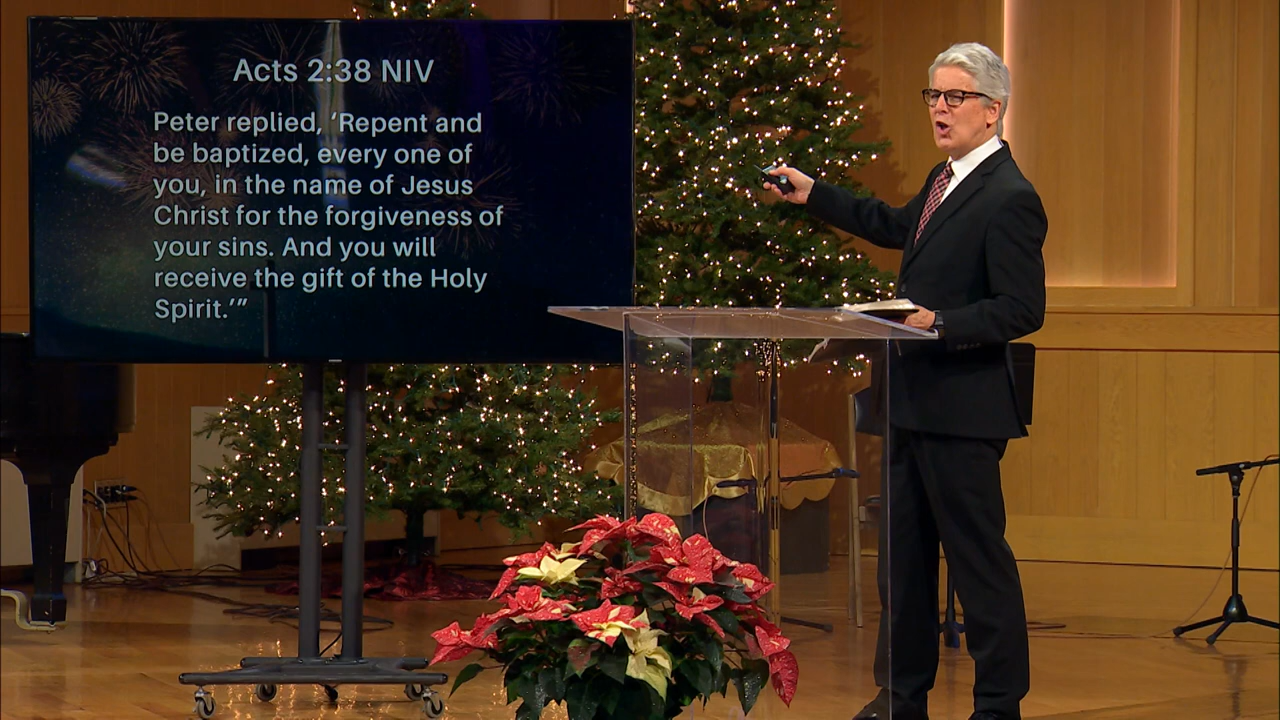 Acts 2:38 NIV
Peter replied, ‘Repent and
be baptized, every one of
you, in the name of Jesus
Christ for the forgiveness of
your sins. And you will
receive the gift of the Holy
Spirit.’”